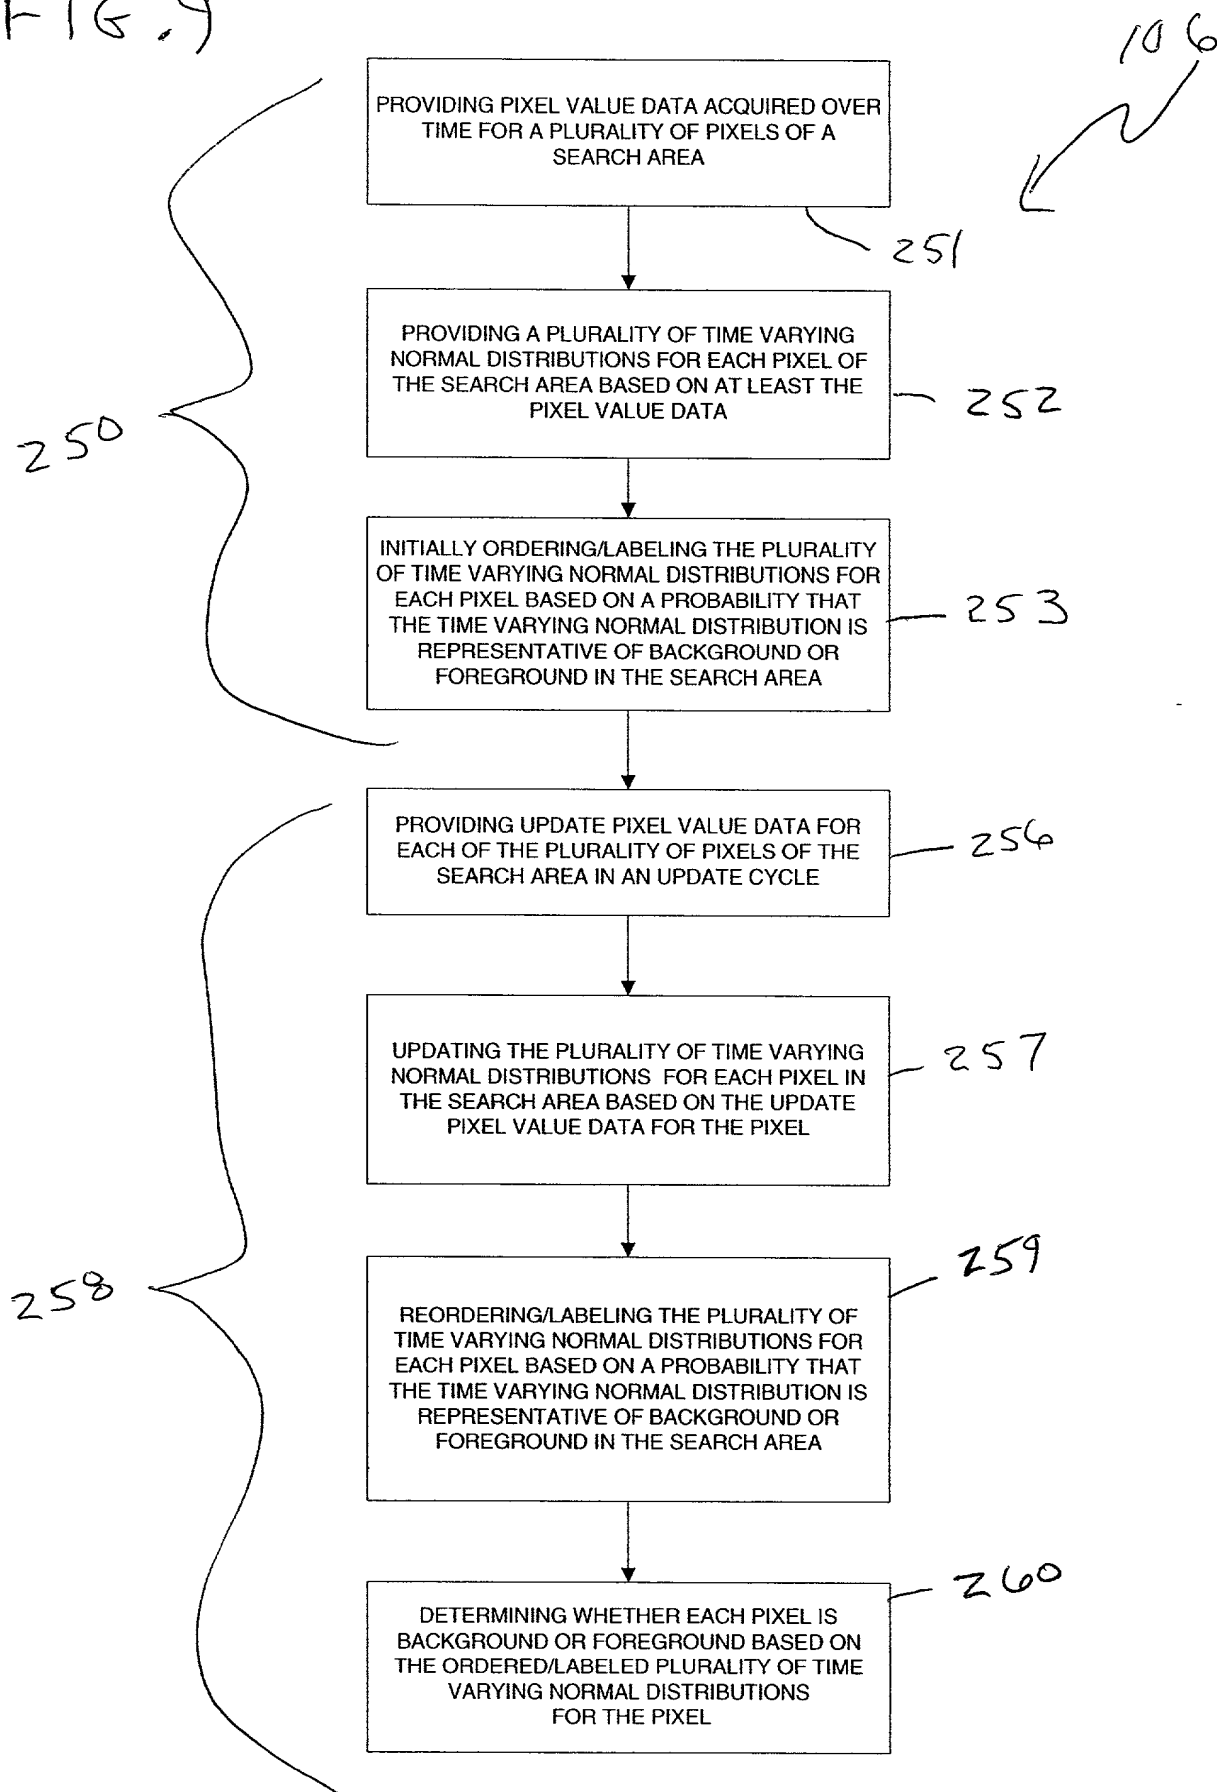 FIG. 9
106
PROVIDING PIXEL VALUE DATA ACQUIRED OVER
TIME FOR A PLURALITY OF PIXELS OF A
SEARCH AREA
251
PROVIDING A PLURALITY OF TIME VARYING
NORMAL DISTRIBUTIONS FOR EACH PIXEL OF
THE SEARCH AREA BASED ON AT LEAST THE
PIXEL VALUE DATA
252
250
INITIALLY ORDERING/LABELING THE PLURALITY
OF TIME VARYING NORMAL DISTRIBUTIONS FOR
EACH PIXEL BASED ON A PROBABILITY THAT
THE TIME VARYING NORMAL DISTRIBUTION IS
REPRESENTATIVE OF BACKGROUND OR
FOREGROUND IN THE SEARCH AREA
253
PROVIDING UPDATE PIXEL VALUE DATA FOR
EACH OF THE PLURALITY OF PIXELS OF THE
SEARCH AREA IN AN UPDATE CYCLE
256
UPDATING THE PLURALITY OF TIME VARYING
NORMAL DISTRIBUTIONS FOR EACH PIXEL IN
THE SEARCH AREA BASED ON THE UPDATE
PIXEL VALUE DATA FOR THE PIXEL
257
258
REORDERING/LABELING THE PLURALITY OF
TIME VARYING NORMAL DISTRIBUTIONS FOR
EACH PIXEL BASED ON A PROBABILITY THAT
THE TIME VARYING NORMAL DISTRIBUTION IS
REPRESENTATIVE OF BACKGROUND OR
FOREGROUND IN THE SEARCH AREA
259
DETERMINING WHETHER EACH PIXEL IS
BACKGROUND OR FOREGROUND BASED ON
THE ORDERED/LABELED PLURALITY OF TIME
VARYING NORMAL DISTRIBUTIONS
FOR THE PIXEL
260